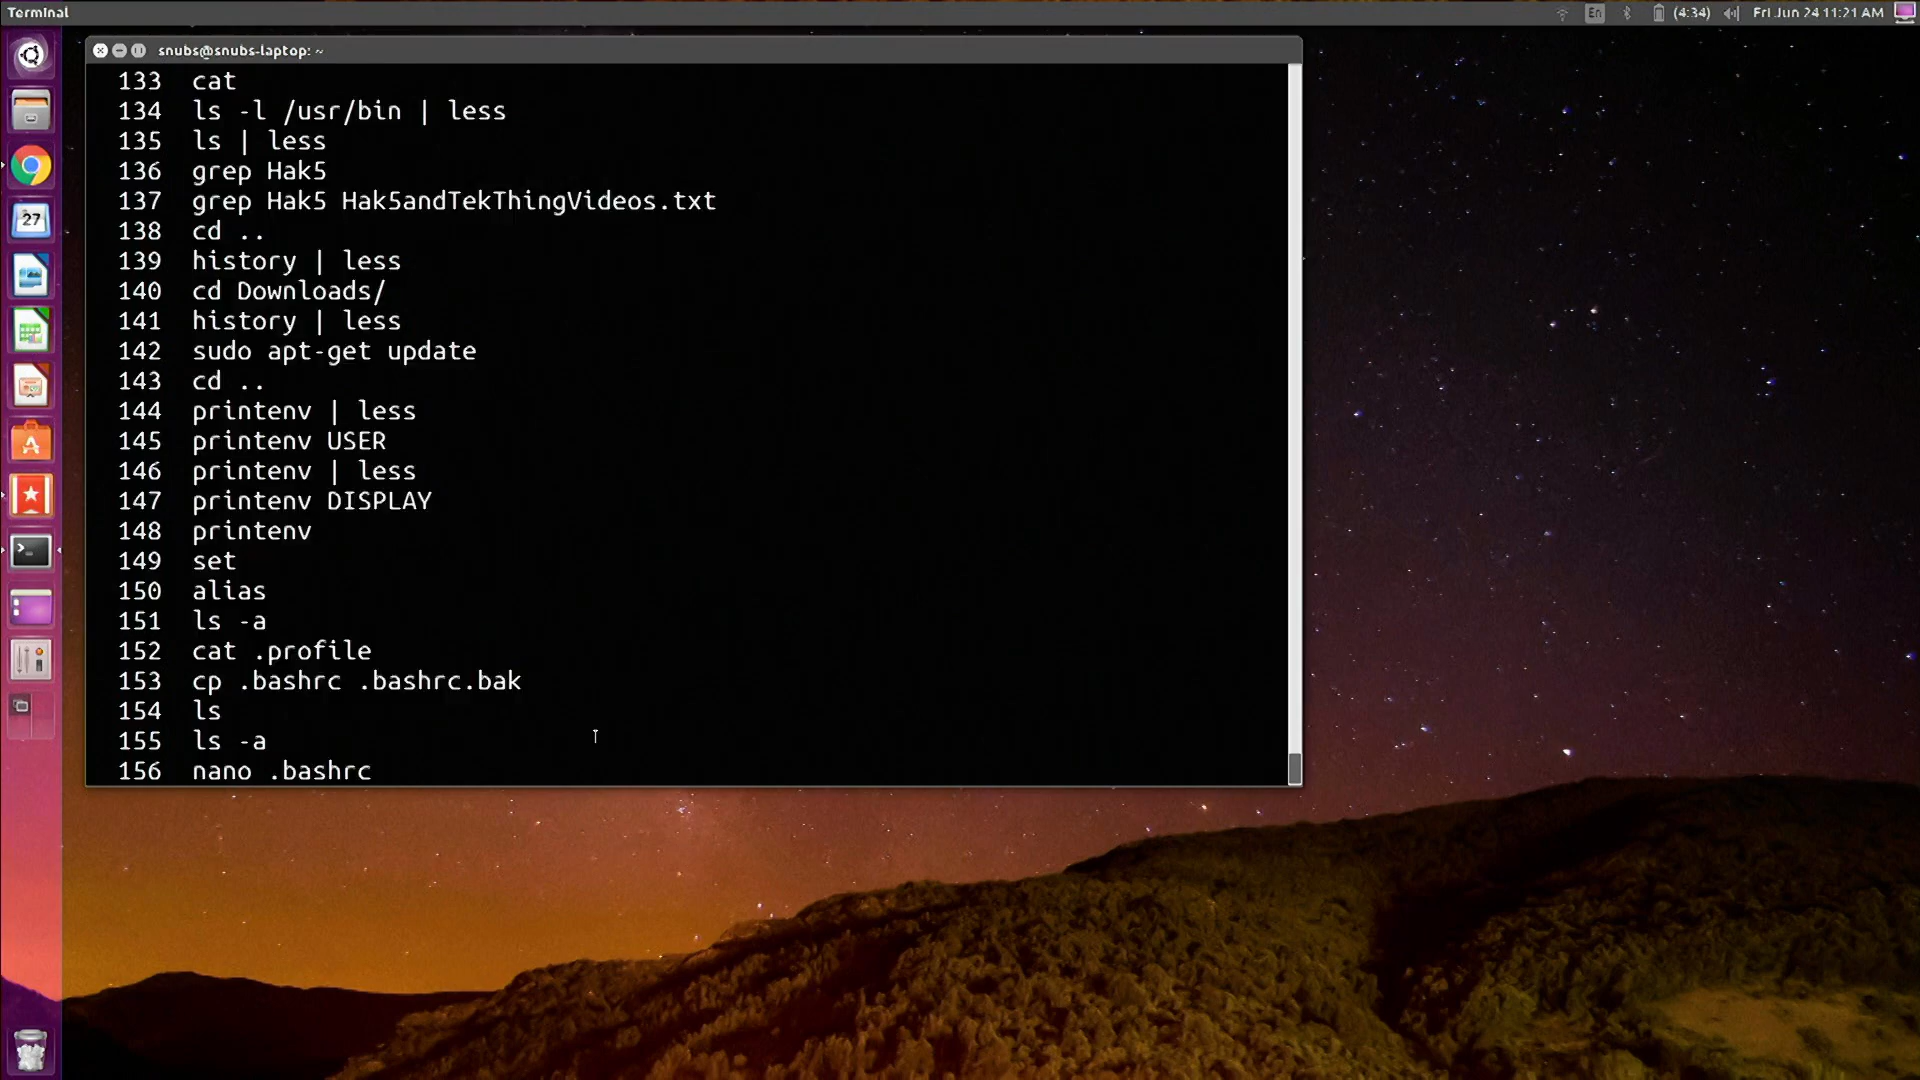 Terminal
En
(4:34)
Fri Jun 24 11:21 AM
snubs@snubs-laptop: ~
27
133 cat
134 ls -l /usr/bin | less
135 ls | less
136 grep Hak5
137 grep Hak5 Hak5andTekThingVideos.txt
138 cd ..
139 history | less
140 cd Downloads/
141 history | less
142 sudo apt-get update
143 cd ..
144 printenv | less
145 printenv USER
146 printenv | less
147 printenv DISPLAY
148 printenv
149 set
150 alias
151 ls -a
152 cat .profile
153 cp .bashrc .bashrc.bak
154 ls
155 ls -a
156 nano .bashrc